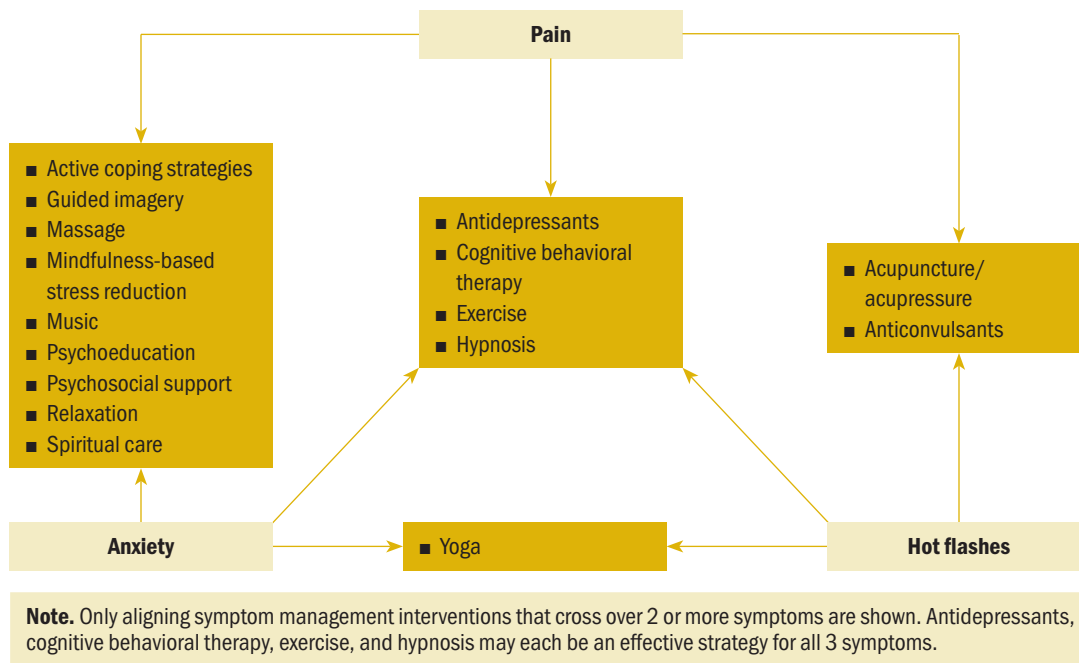 Pain
■ Active coping strategies
■ Guided imagery
■ Massage
■ Mindfulness-based
stress reduction
■ Music
■ Psychoeducation
■ Psychosocial support
■ Relaxation
■ Spiritual care
■ Antidepressants
■ Cognitive behavioral
therapy
■ Exercise
■ Hypnosis
■ Acupuncture/
acupressure
■ Anticonvulsants
Anxiety
■ Yoga
Hot flashes
Note. Only aligning symptom management interventions that cross over 2 or more symptoms are shown. Antidepressants,
cognitive behavioral therapy, exercise, and hypnosis may each be an effective strategy for all 3 symptoms.